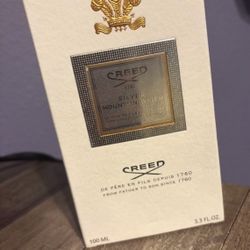 CREED
SILVER
MOUNTAIN WATER
CREED
DE PÈRE EN FILS DEPUIS 1760
FROM FATHER TO SON SINCE 1760
100 ML
3.3 FL.OZ.